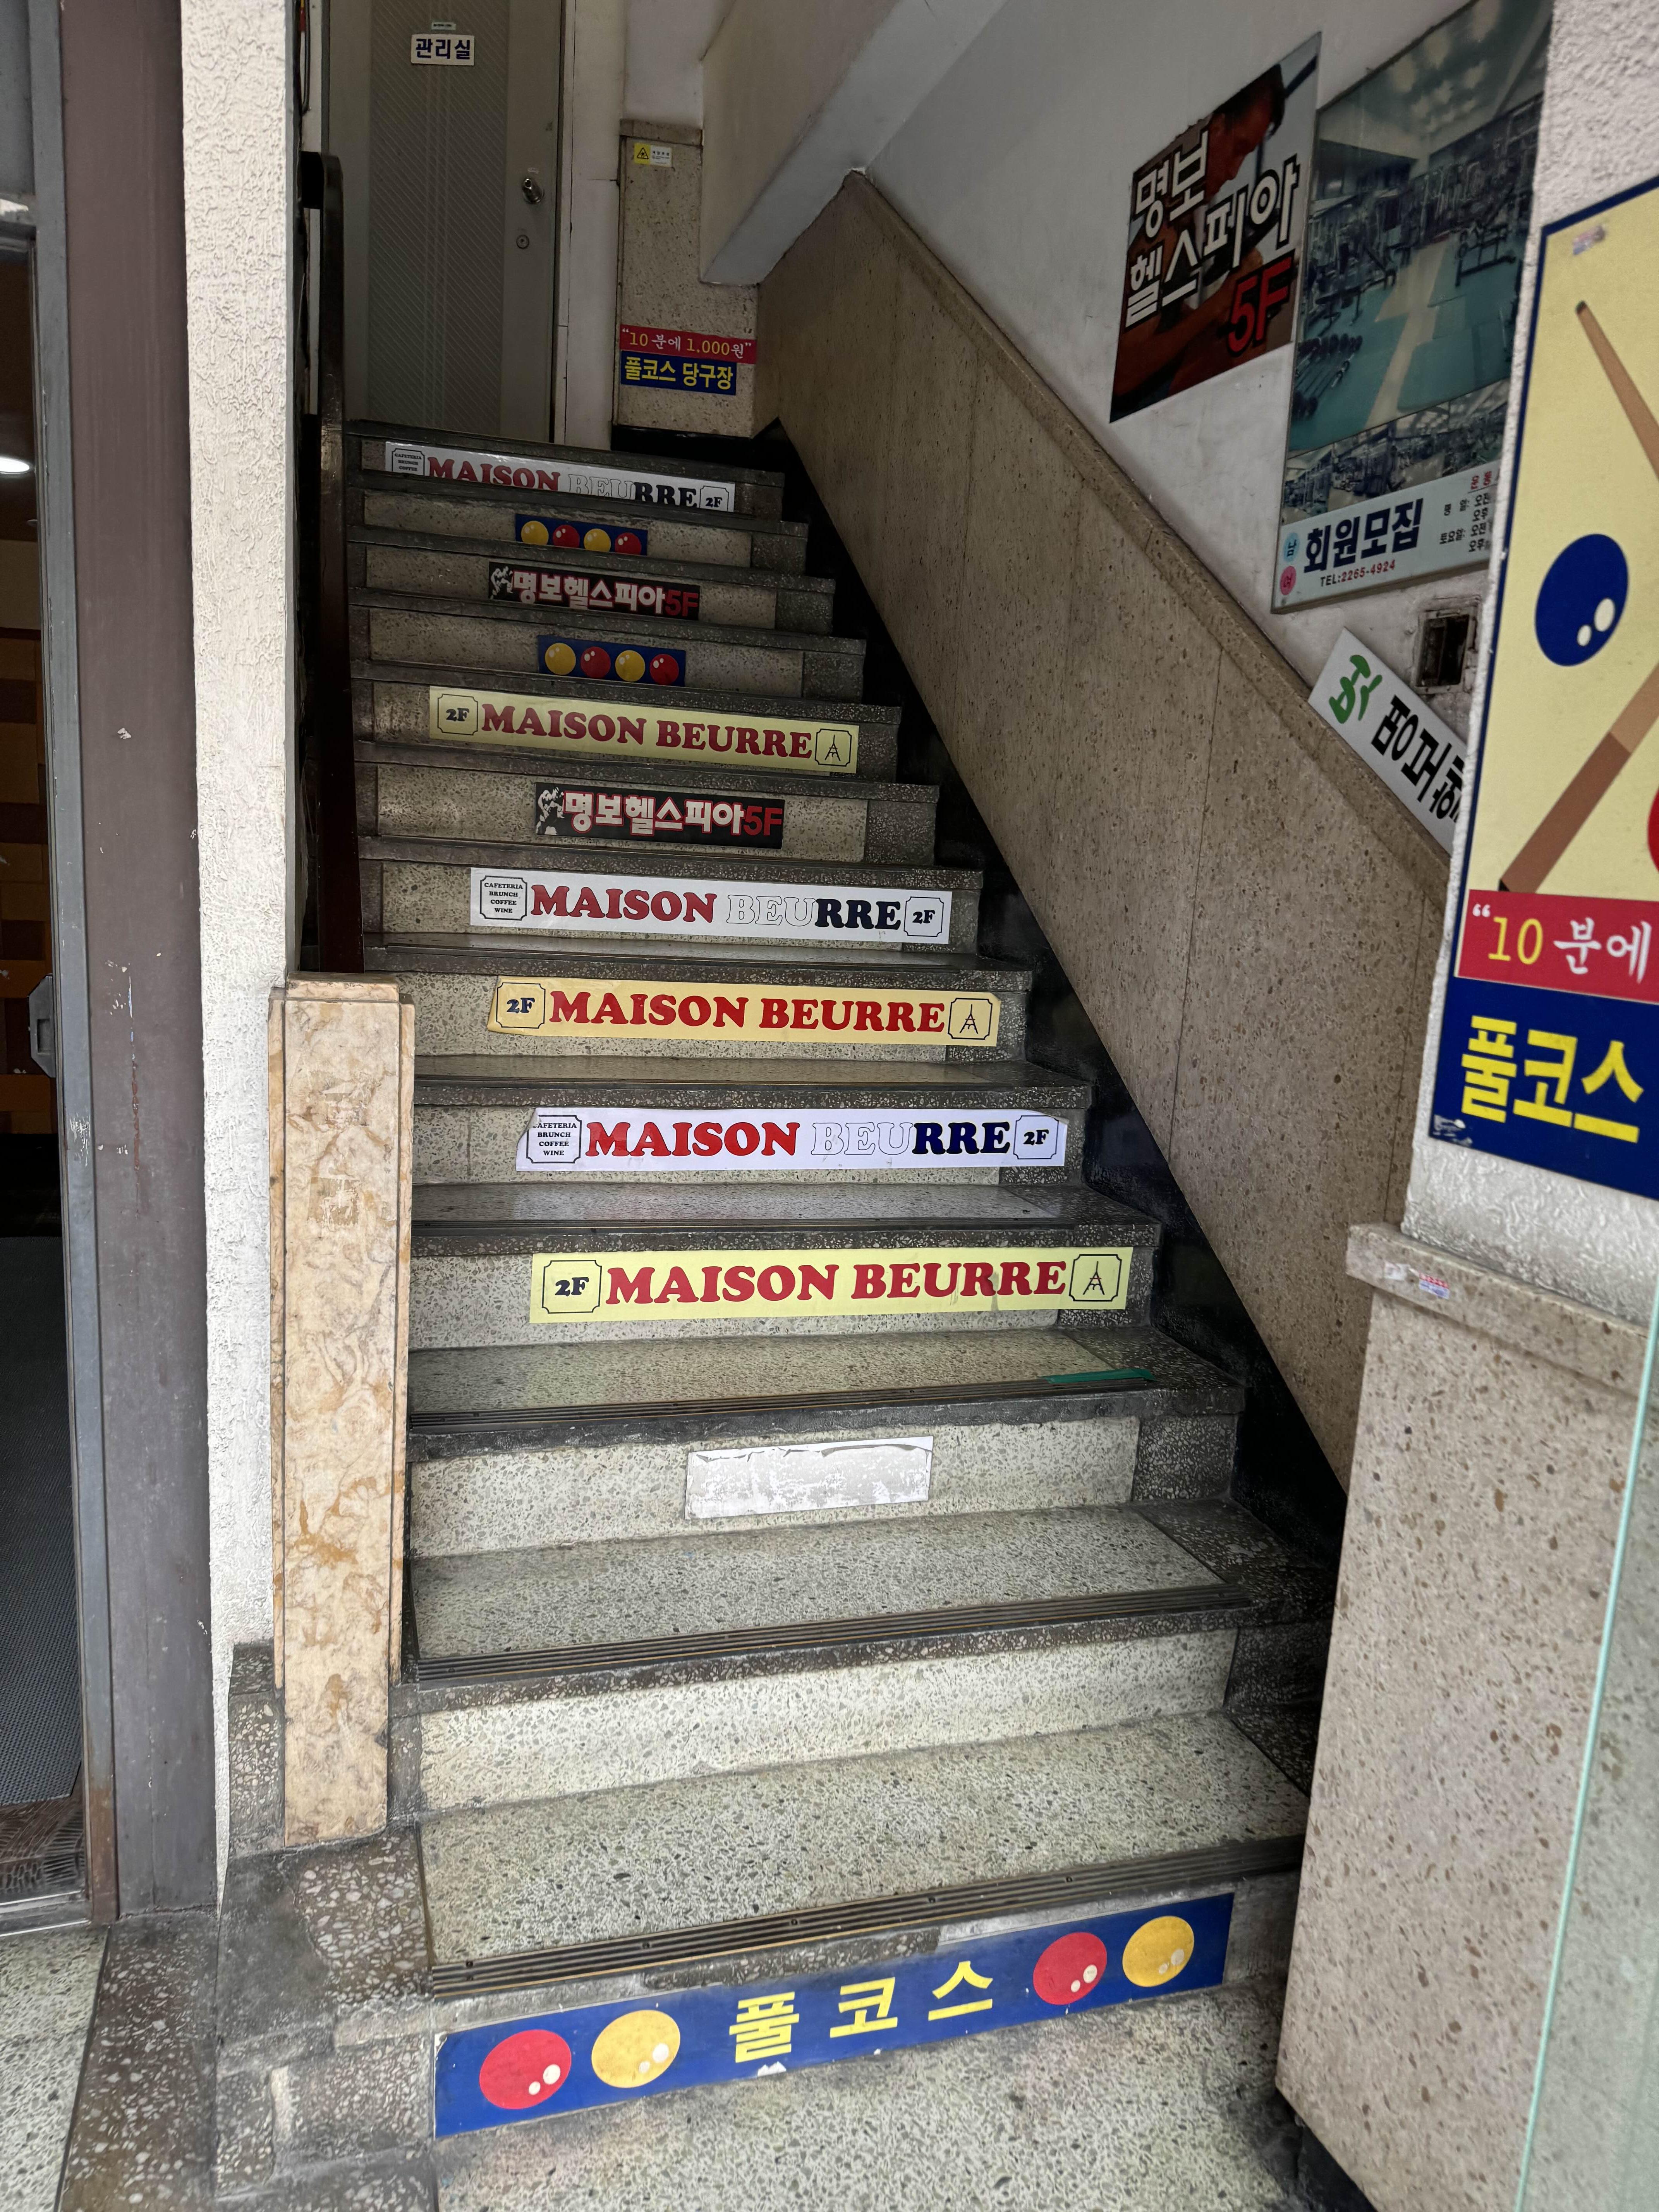 관리실
"10분에 1,000원"
풀코스 당구장
명보
헬스피아
5F
회원모집
TEL:2265-4924
CAFETERIA
BRUNCH
COFFEE
MAISON BEURRE 2F
명보헬스피아5F
2F MAISON BEURRE
명보헬스피아5F
CAFETERIA
BRUNCH
COFFEE
WINE
MAISON BEURRE 2F
2F MAISON BEURRE
CAFETERIA
BRUNCH
COFFEE
WINE
MAISON BEURRE 2F
2F MAISON BEURRE
풀코스
"10분에
풀코스